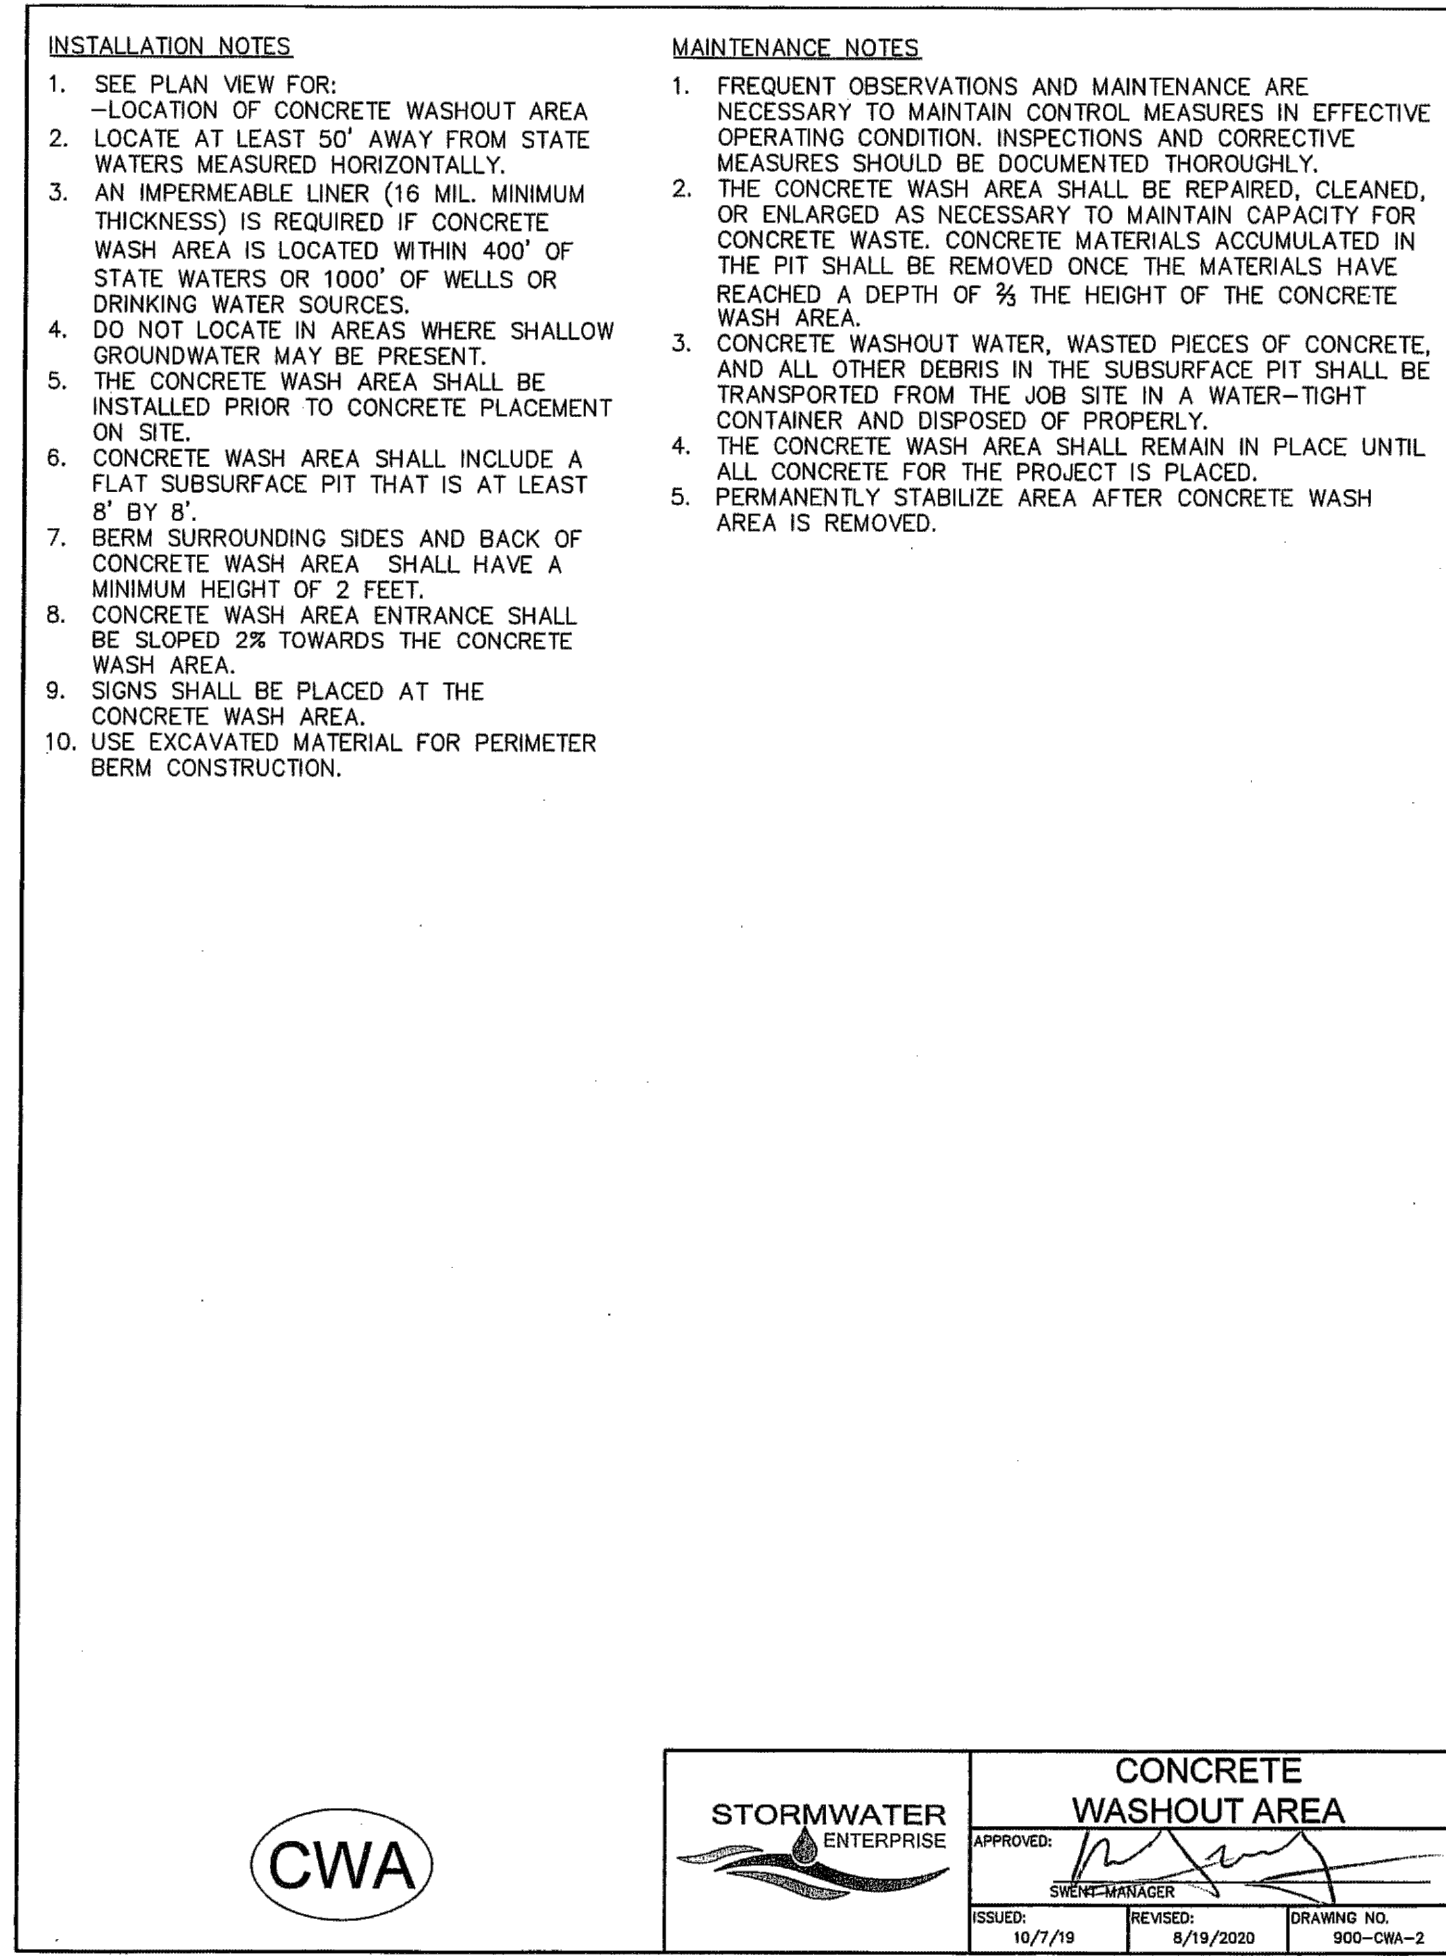 INSTALLATION NOTES
1. SEE PLAN VIEW FOR:
-LOCATION OF CONCRETE WASHOUT AREA
2. LOCATE AT LEAST 50' AWAY FROM STATE
WATERS MEASURED HORIZONTALLY.
3. AN IMPERMEABLE LINER (16 MIL. MINIMUM
THICKNESS) IS REQUIRED IF CONCRETE
WASH AREA IS LOCATED WITHIN 400' OF
STATE WATERS OR 1000' OF WELLS OR
DRINKING WATER SOURCES.
4. DO NOT LOCATE IN AREAS WHERE SHALLOW
GROUNDWATER MAY BE PRESENT.
5. THE CONCRETE WASH AREA SHALL BE
INSTALLED PRIOR TO CONCRETE PLACEMENT
ON SITE.
6. CONCRETE WASH AREA SHALL INCLUDE A
FLAT SUBSURFACE PIT THAT IS AT LEAST
8' BY 8'.
7. BERM SURROUNDING SIDES AND BACK OF
CONCRETE WASH AREA SHALL HAVE A
MINIMUM HEIGHT OF 2 FEET.
8. CONCRETE WASH AREA ENTRANCE SHALL
BE SLOPED 2% TOWARDS THE CONCRETE
WASH AREA.
9. SIGNS SHALL BE PLACED AT THE
CONCRETE WASH AREA.
10. USE EXCAVATED MATERIAL FOR PERIMETER
BERM CONSTRUCTION.
MAINTENANCE NOTES
1. FREQUENT OBSERVATIONS AND MAINTENANCE ARE
NECESSARY TO MAINTAIN CONTROL MEASURES IN EFFECTIVE
OPERATING CONDITION. INSPECTIONS AND CORRECTIVE
MEASURES SHOULD BE DOCUMENTED THOROUGHLY.
2. THE CONCRETE WASH AREA SHALL BE REPAIRED, CLEANED,
OR ENLARGED AS NECESSARY TO MAINTAIN CAPACITY FOR
CONCRETE WASTE. CONCRETE MATERIALS ACCUMULATED IN
THE PIT SHALL BE REMOVED ONCE THE MATERIALS HAVE
REACHED A DEPTH OF ⅔ THE HEIGHT OF THE CONCRETE
WASH AREA.
3. CONCRETE WASHOUT WATER, WASTED PIECES OF CONCRETE,
AND ALL OTHER DEBRIS IN THE SUBSURFACE PIT SHALL BE
TRANSPORTED FROM THE JOB SITE IN A WATER-TIGHT
CONTAINER AND DISPOSED OF PROPERLY.
4. THE CONCRETE WASH AREA SHALL REMAIN IN PLACE UNTIL
ALL CONCRETE FOR THE PROJECT IS PLACED.
5. PERMANENTLY STABILIZE AREA AFTER CONCRETE WASH
AREA IS REMOVED.
CWA
STORMWATER
ENTERPRISE
CONCRETE
WASHOUT AREA
APPROVED:
SWENT MANAGER
ISSUED:
10/7/19
REVISED:
8/19/2020
DRAWING NO.
900-CWA-2